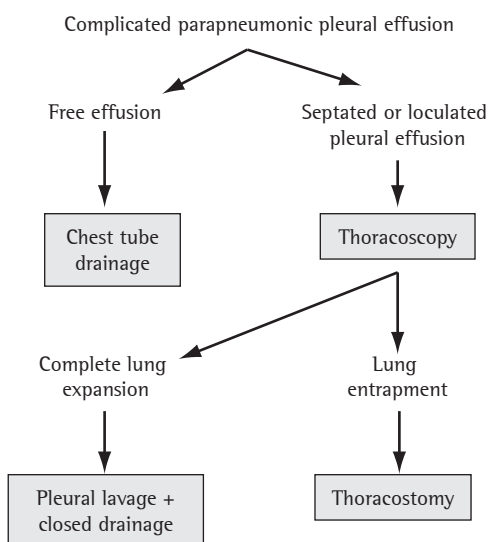 Complicated parapneumonic pleural effusion
Free effusion
Septated or loculated
pleural effusion
Chest tube
drainage
Thoracoscopy
Complete lung
expansion
Lung
entrapment
Pleural lavage +
closed drainage
Thoracostomy